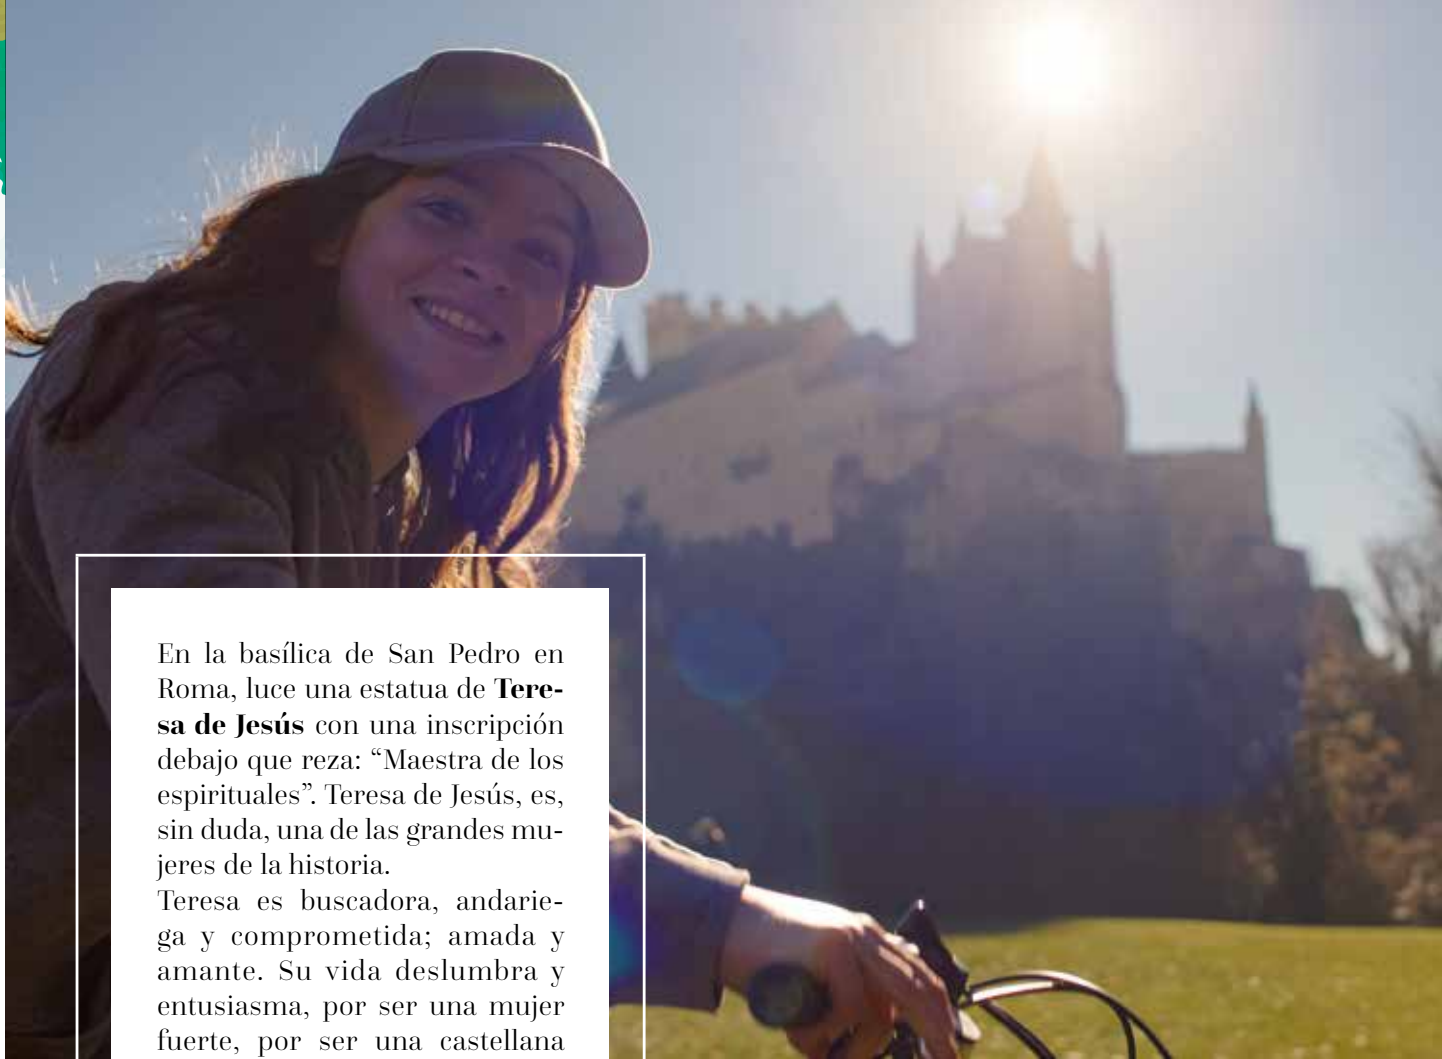 En la basílica de San Pedro en
Roma, luce una estatua de Tere-
sa de Jesús con una inscripción
debajo que reza: “Maestra de los
espirituales”. Teresa de Jesús, es,
sin duda, una de las grandes mu-
jeres de la historia.
Teresa es buscadora, andarie-
ga y comprometida; amada y
amante. Su vida deslumbra y
entusiasma, por ser una mujer
fuerte, por ser una castellana